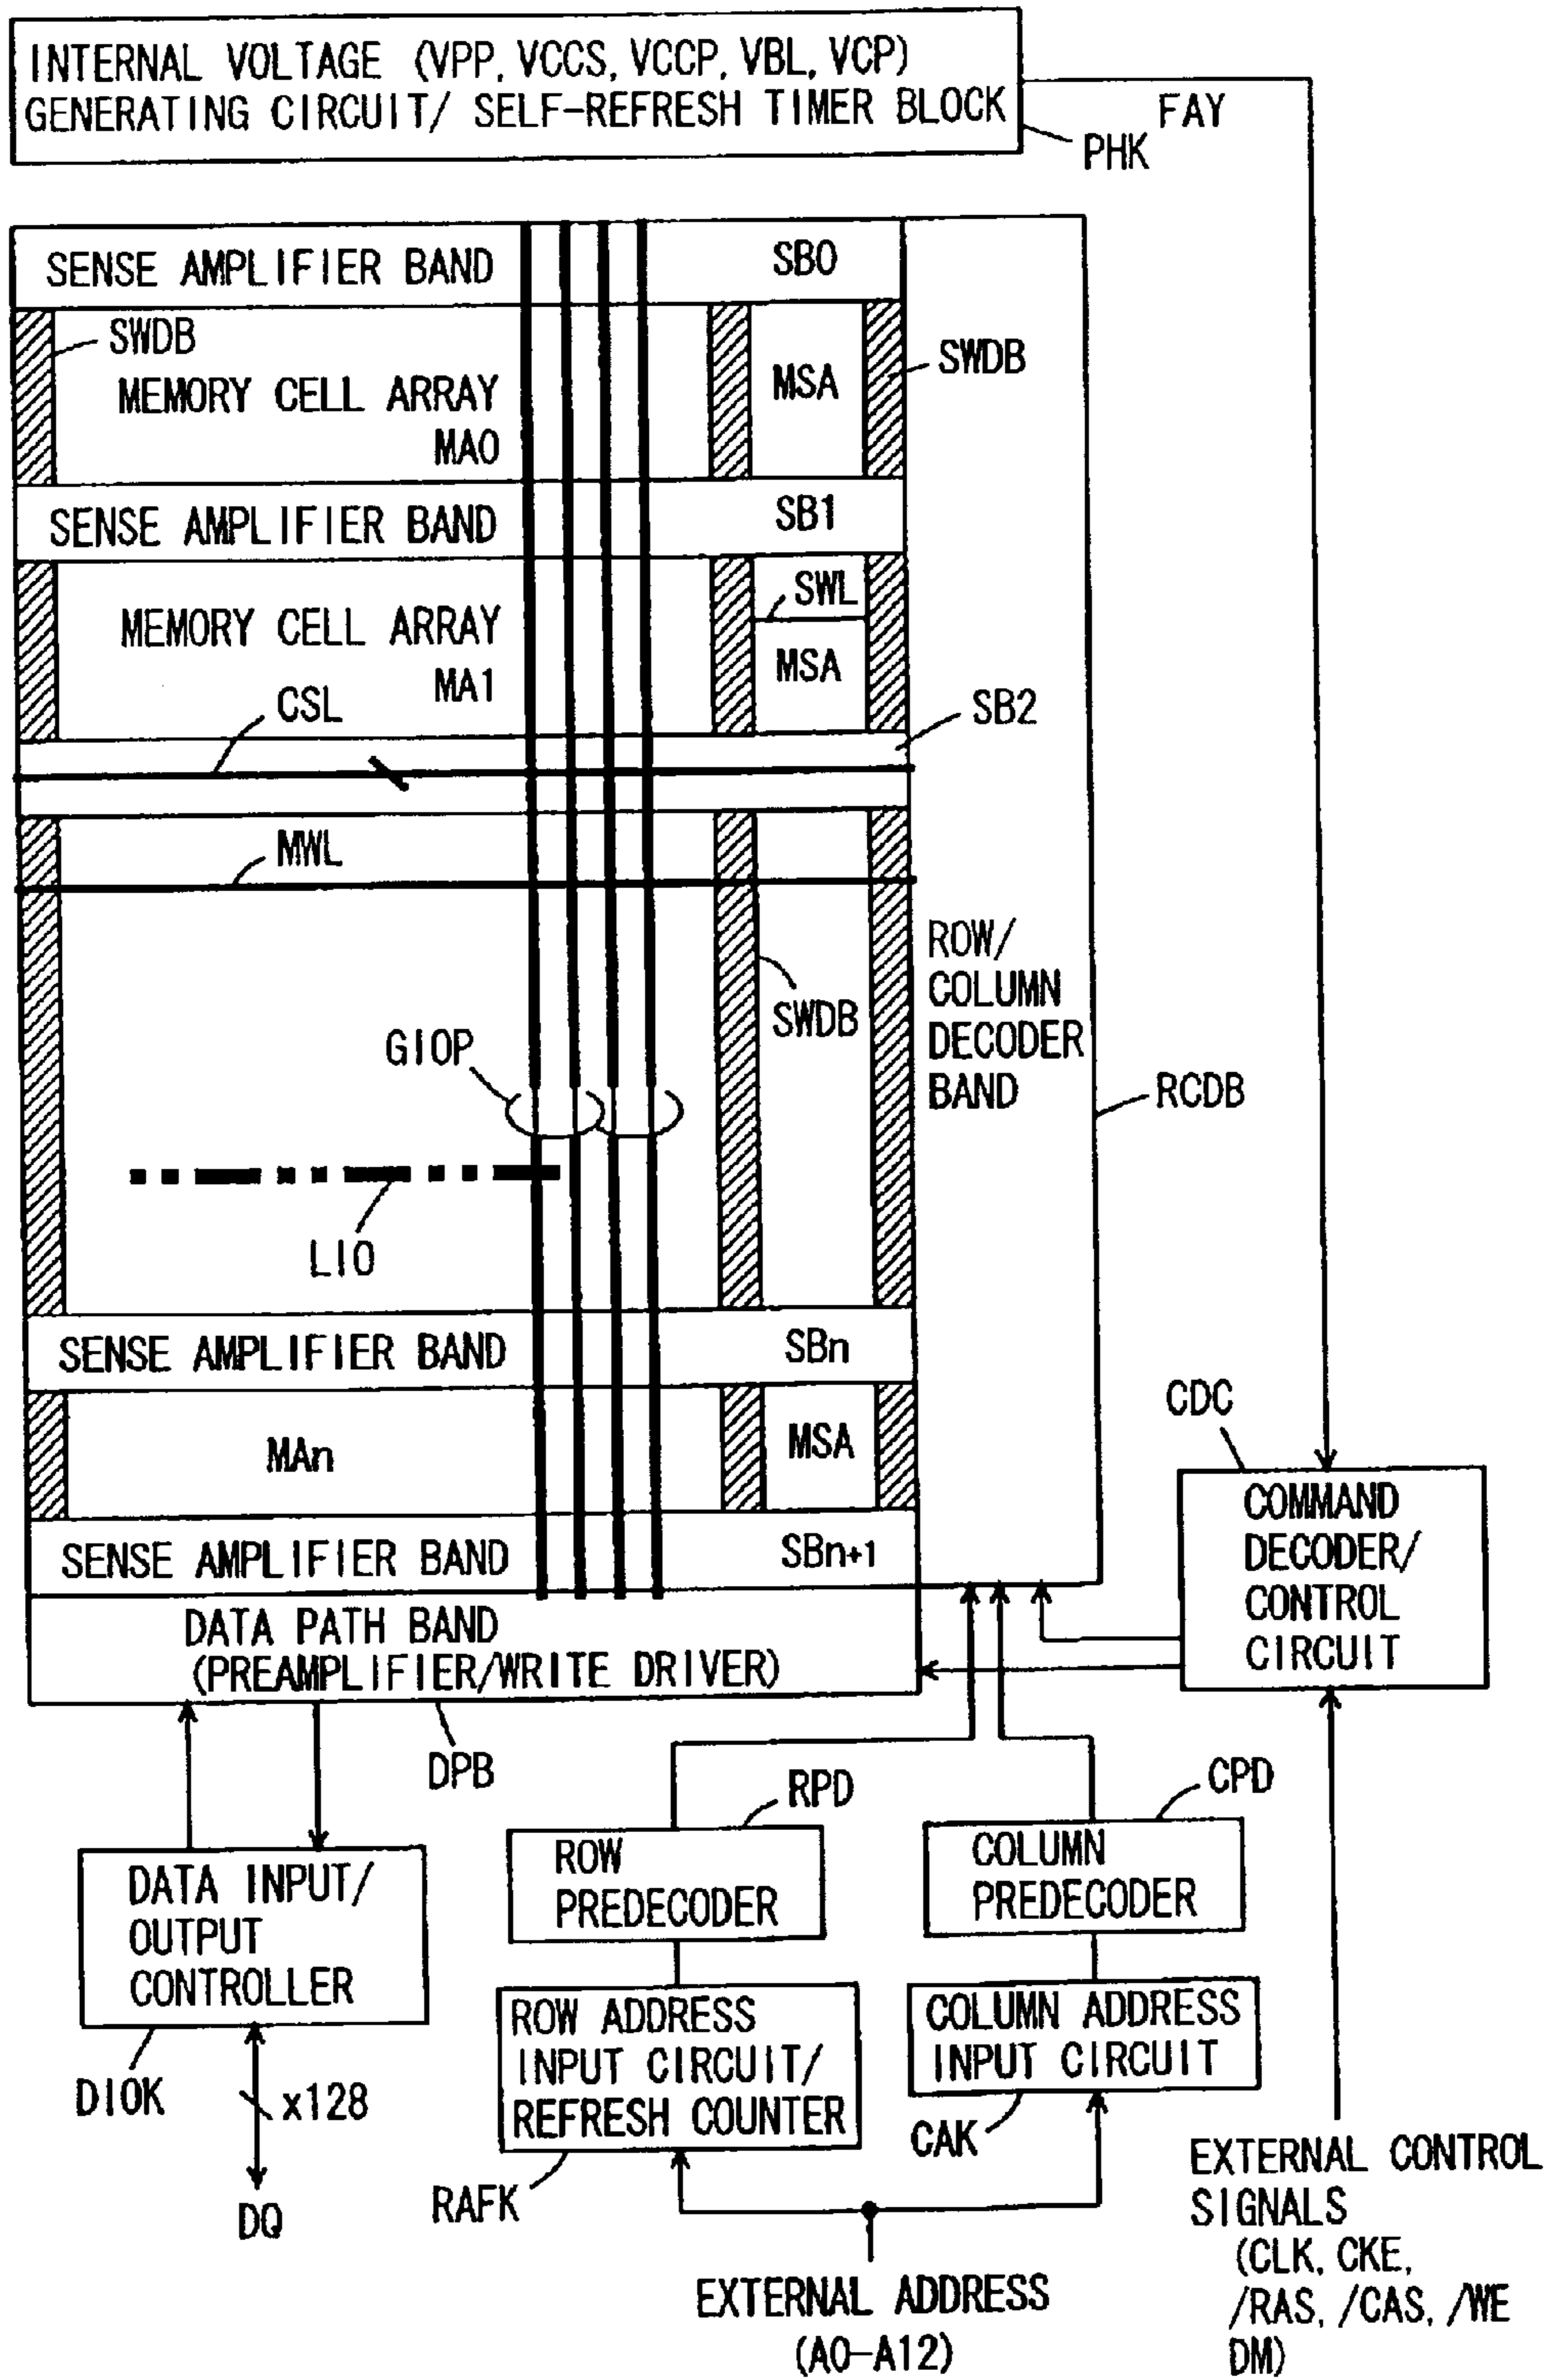 INTERNAL VOLTAGE (VPP, VCCS, VCCP, VBL, VCP)
GENERATING CIRCUIT/ SELF-REFRESH TIMER BLOCK
FAY
PHK
SENSE AMPLIFIER BAND
SB0
SWDB
MEMORY CELL ARRAY
MA0
MSA
SWDB
SENSE AMPLIFIER BAND
SB1
MEMORY CELL ARRAY
MA1
SWL
MSA
CSL
SB2
MWL
SWDB
ROW/
COLUMN
DECODER
BAND
GIOP
RCDB
LIO
SENSE AMPLIFIER BAND
SBn
MAn
MSA
CDC
SENSE AMPLIFIER BAND
SBn+1
COMMAND
DECODER/
CONTROL
CIRCUIT
DATA PATH BAND
(PREAMPLIFIER/WRITE DRIVER)
DPB
RPD
CPD
DATA INPUT/
OUTPUT
CONTROLLER
ROW
PREDECODER
COLUMN
PREDECODER
ROW ADDRESS
INPUT CIRCUIT/
REFRESH COUNTER
COLUMN ADDRESS
INPUT CIRCUIT
DIOK
x128
DQ
RAFK
CAK
EXTERNAL ADDRESS
(A0-A12)
EXTERNAL CONTROL
SIGNALS
(CLK, CKE,
/RAS, /CAS, /WE
DM)